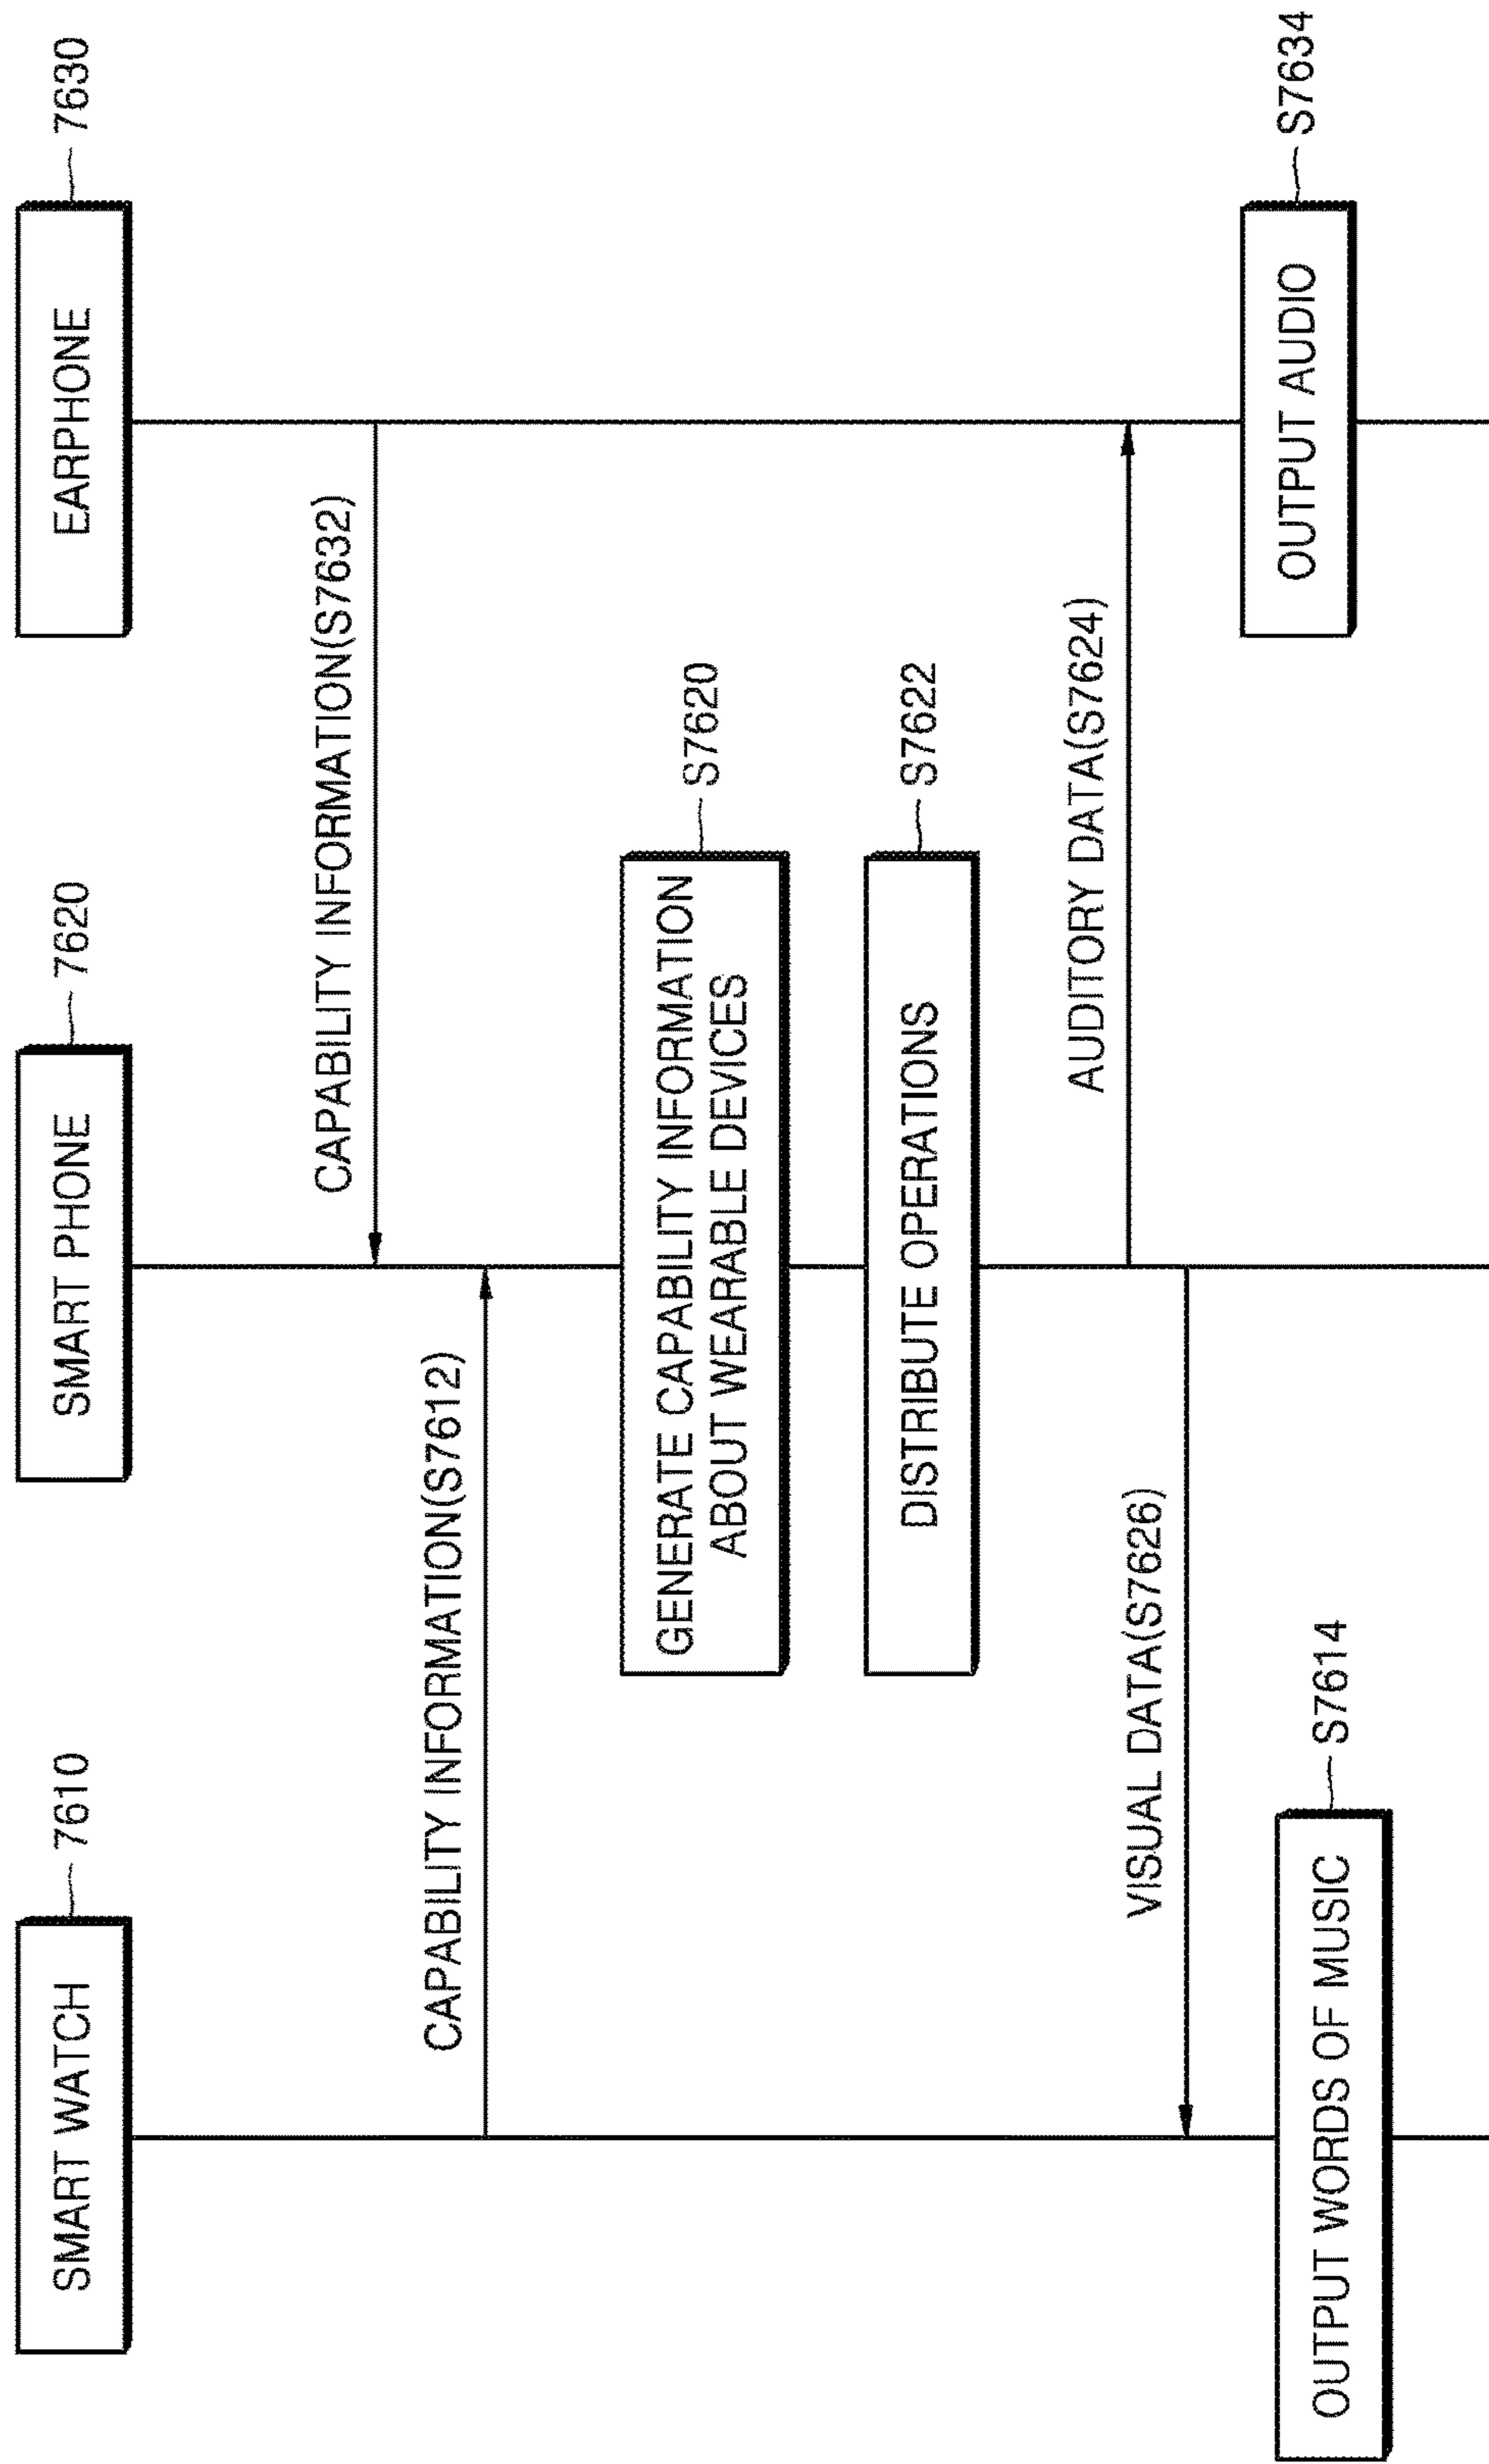 SMART WATCH
7610
SMART PHONE
7620
EARPHONE
7630
CAPABILITY INFORMATION(S7632)
CAPABILITY INFORMATION(S7612)
GENERATE CAPABILITY INFORMATION
ABOUT WEARABLE DEVICES
S7620
DISTRIBUTE OPERATIONS
S7622
AUDITORY DATA(S7624)
VISUAL DATA(S7626)
OUTPUT AUDIO
S7634
OUTPUT WORDS OF MUSIC
S7614